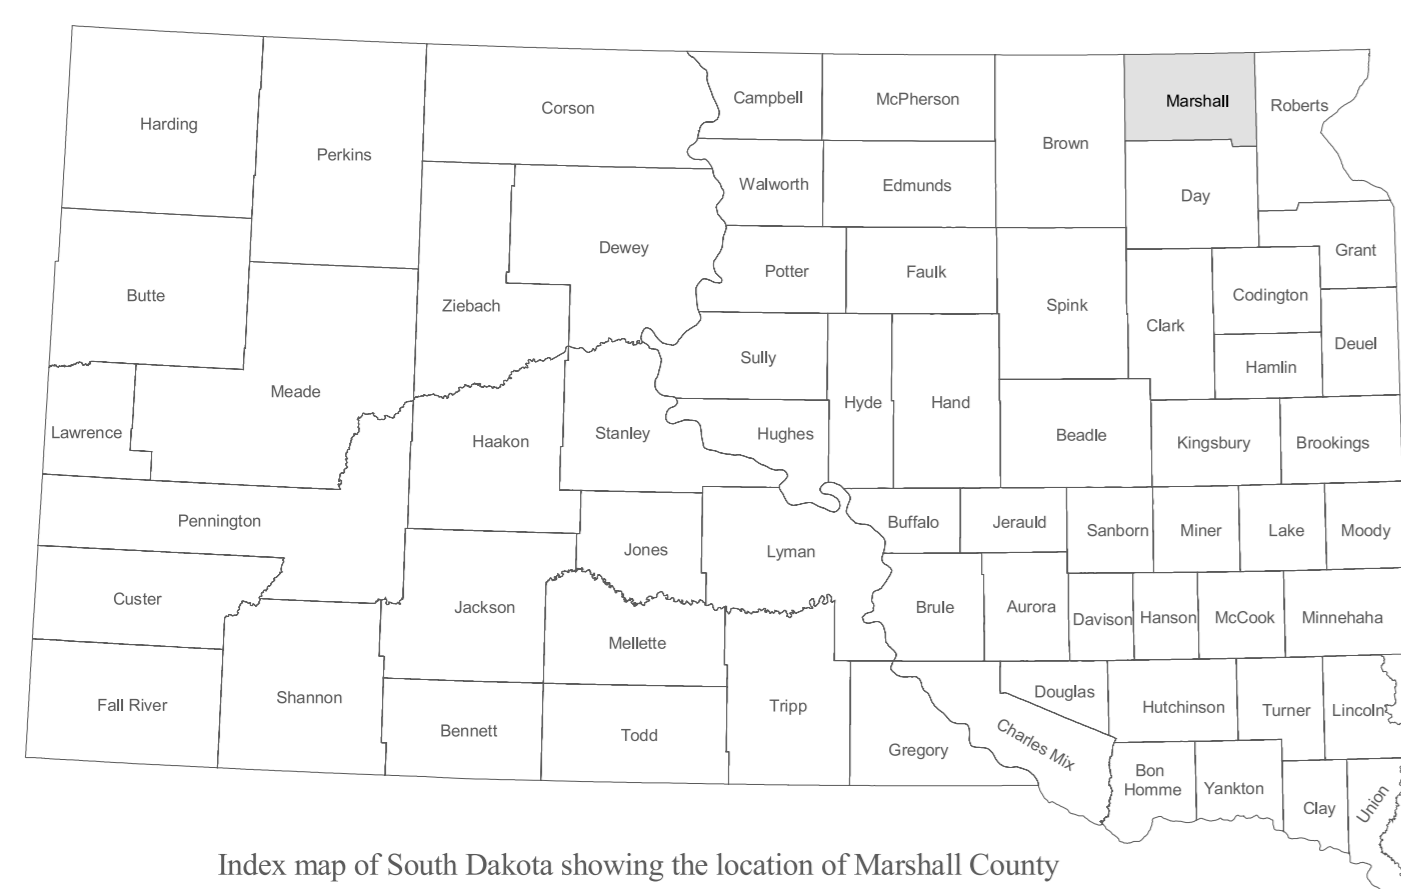 Harding
Perkins
Corson
Campbell
McPherson
Brown
Marshall
Roberts
Walworth
Edmunds
Day
Butte
Dewey
Ziebach
Potter
Faulk
Spink
Clark
Codington
Grant
Hamlin
Deuel
Meade
Lawrence
Haakon
Stanley
Sully
Hughes
Hyde
Hand
Beadle
Kingsbury
Brookings
Pennington
Jones
Lyman
Buffalo
Jerauld
Sanborn
Miner
Lake
Moody
Custer
Jackson
Mellette
Brule
Aurora
Davison
Hanson
McCook
Minnehaha
Fall River
Shannon
Bennett
Todd
Tripp
Gregory
Charles Mix
Douglas
Hutchinson
Turner
Lincoln
Bon
Homme
Yankton
Clay
Union
Index map of South Dakota showing the location of Marshall County